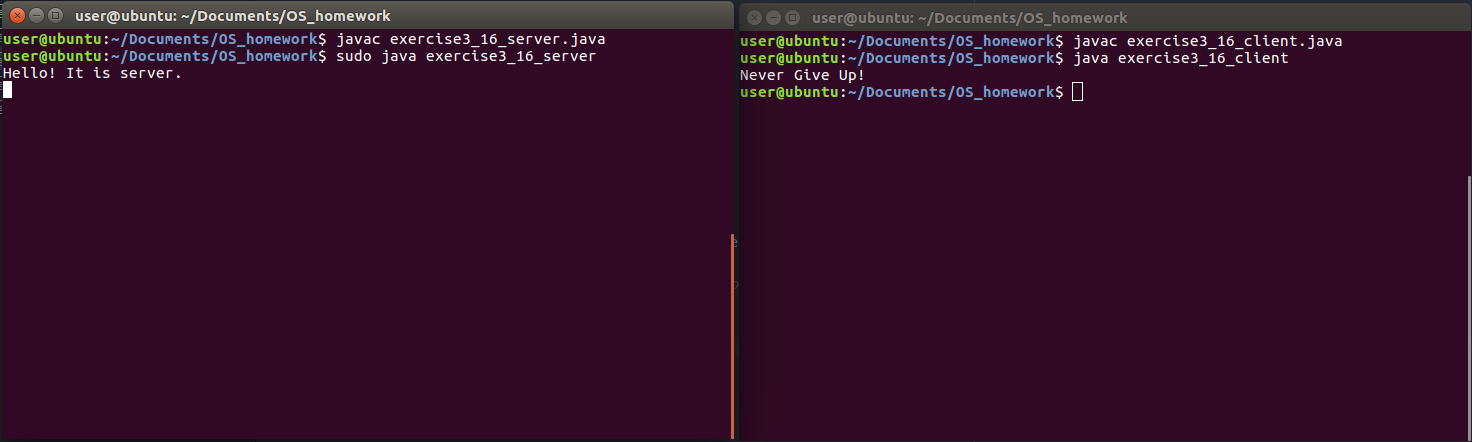 user@ubuntu: ~/Documents/OS_homework
user@ubuntu:~/Documents/OS_homework$ javac exercise3_16_server.java
user@ubuntu:~/Documents/OS_homework$ sudo java exercise3_16_server
Hello! It is server.
user@ubuntu: ~/Documents/OS_homework
user@ubuntu:~/Documents/OS_homework$ javac exercise3_16_client.java
user@ubuntu:~/Documents/OS_homework$ java exercise3_16_client
Never Give Up!
user@ubuntu:~/Documents/OS_homework$